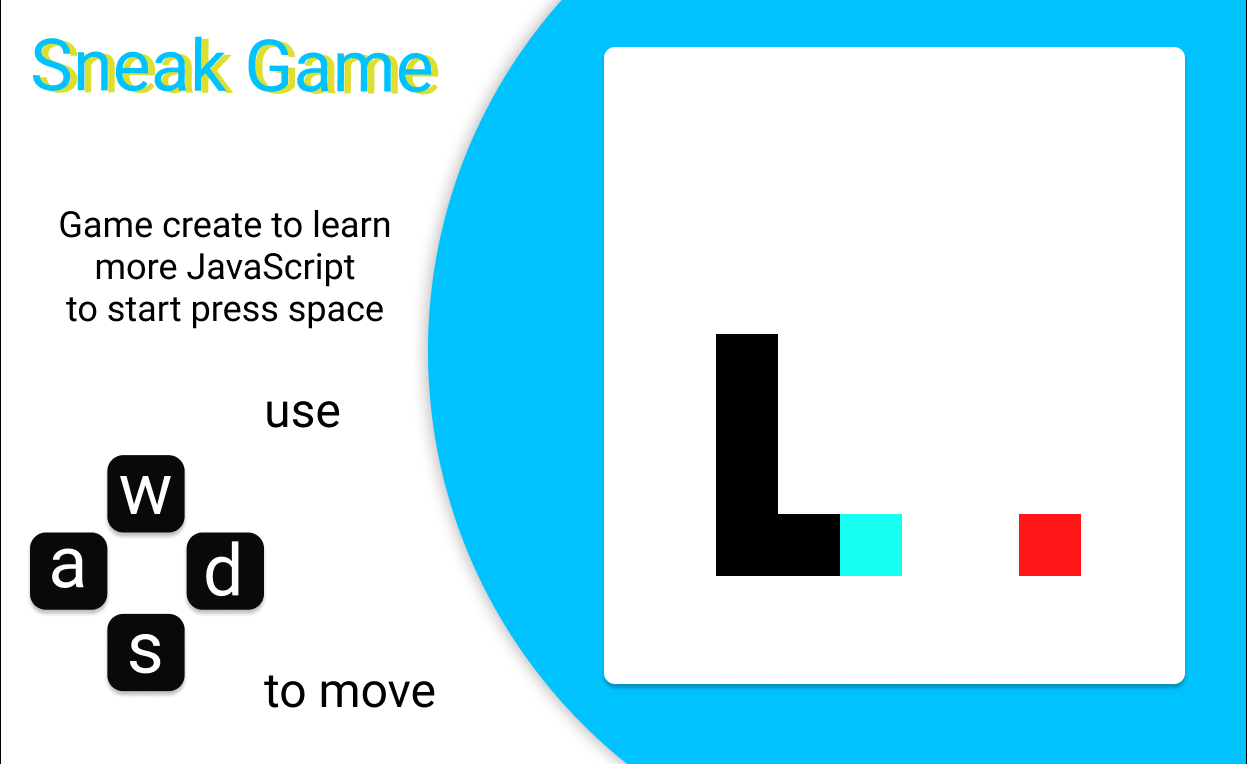 Sneak Game
Game create to learn
more JavaScript
to start press space
use
w
a d
s
to move